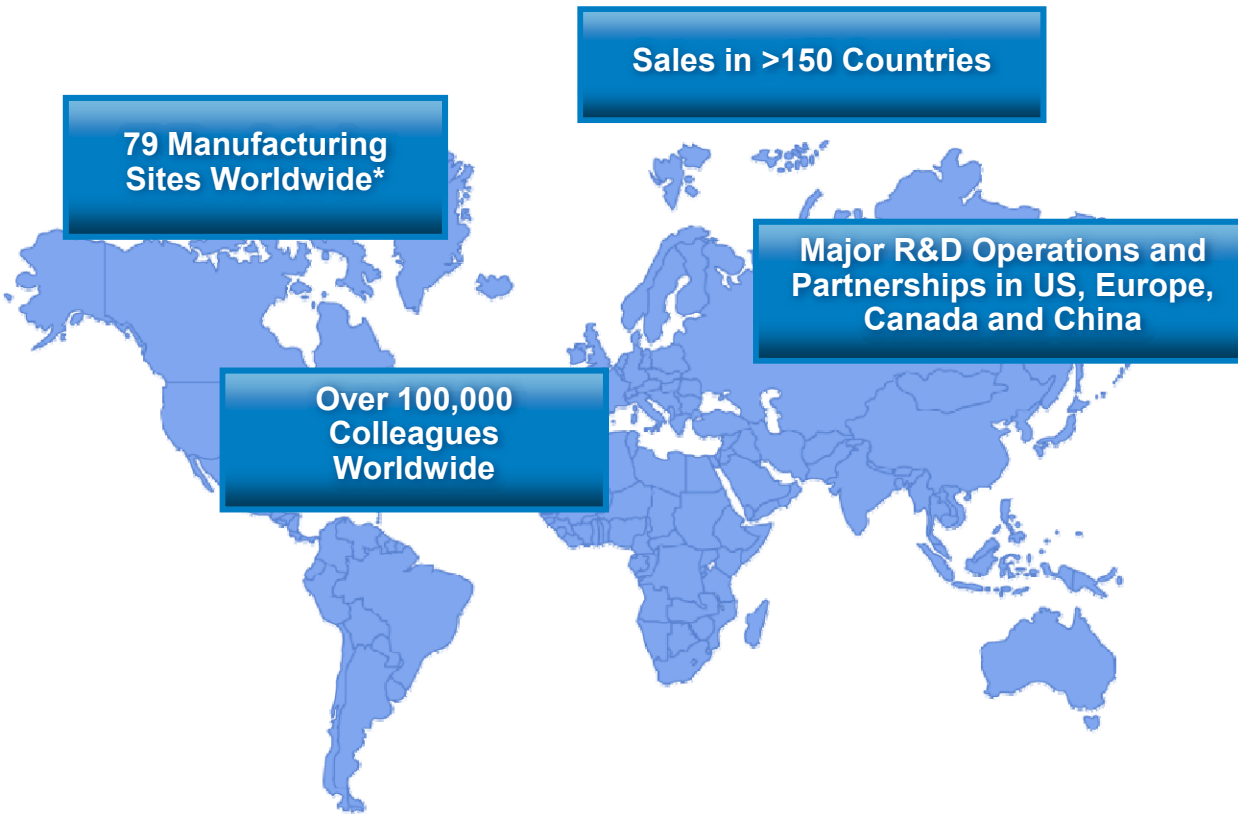 Sales in >150 Countries
79 Manufacturing
Sites Worldwide*
Major R&D Operations and
Partnerships in US, Europe,
Canada and China
Over 100,000
Colleagues
Worldwide